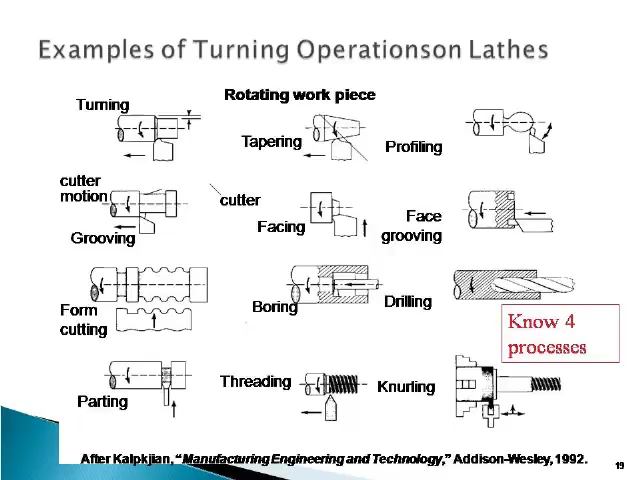 Examples of Turning Operationson Lathes
Turning
Rotating work piece
Tapering
Profiling
cutter
motion
Grooving
cutter
Facing
Face
grooving
Form
cutting
Boring
Drilling
Know 4
processes
Parting
Threading
Knurling
After Kalpkjian, “Manufacturing Engineering and Technology,” Addison-Wesley, 1992.
19